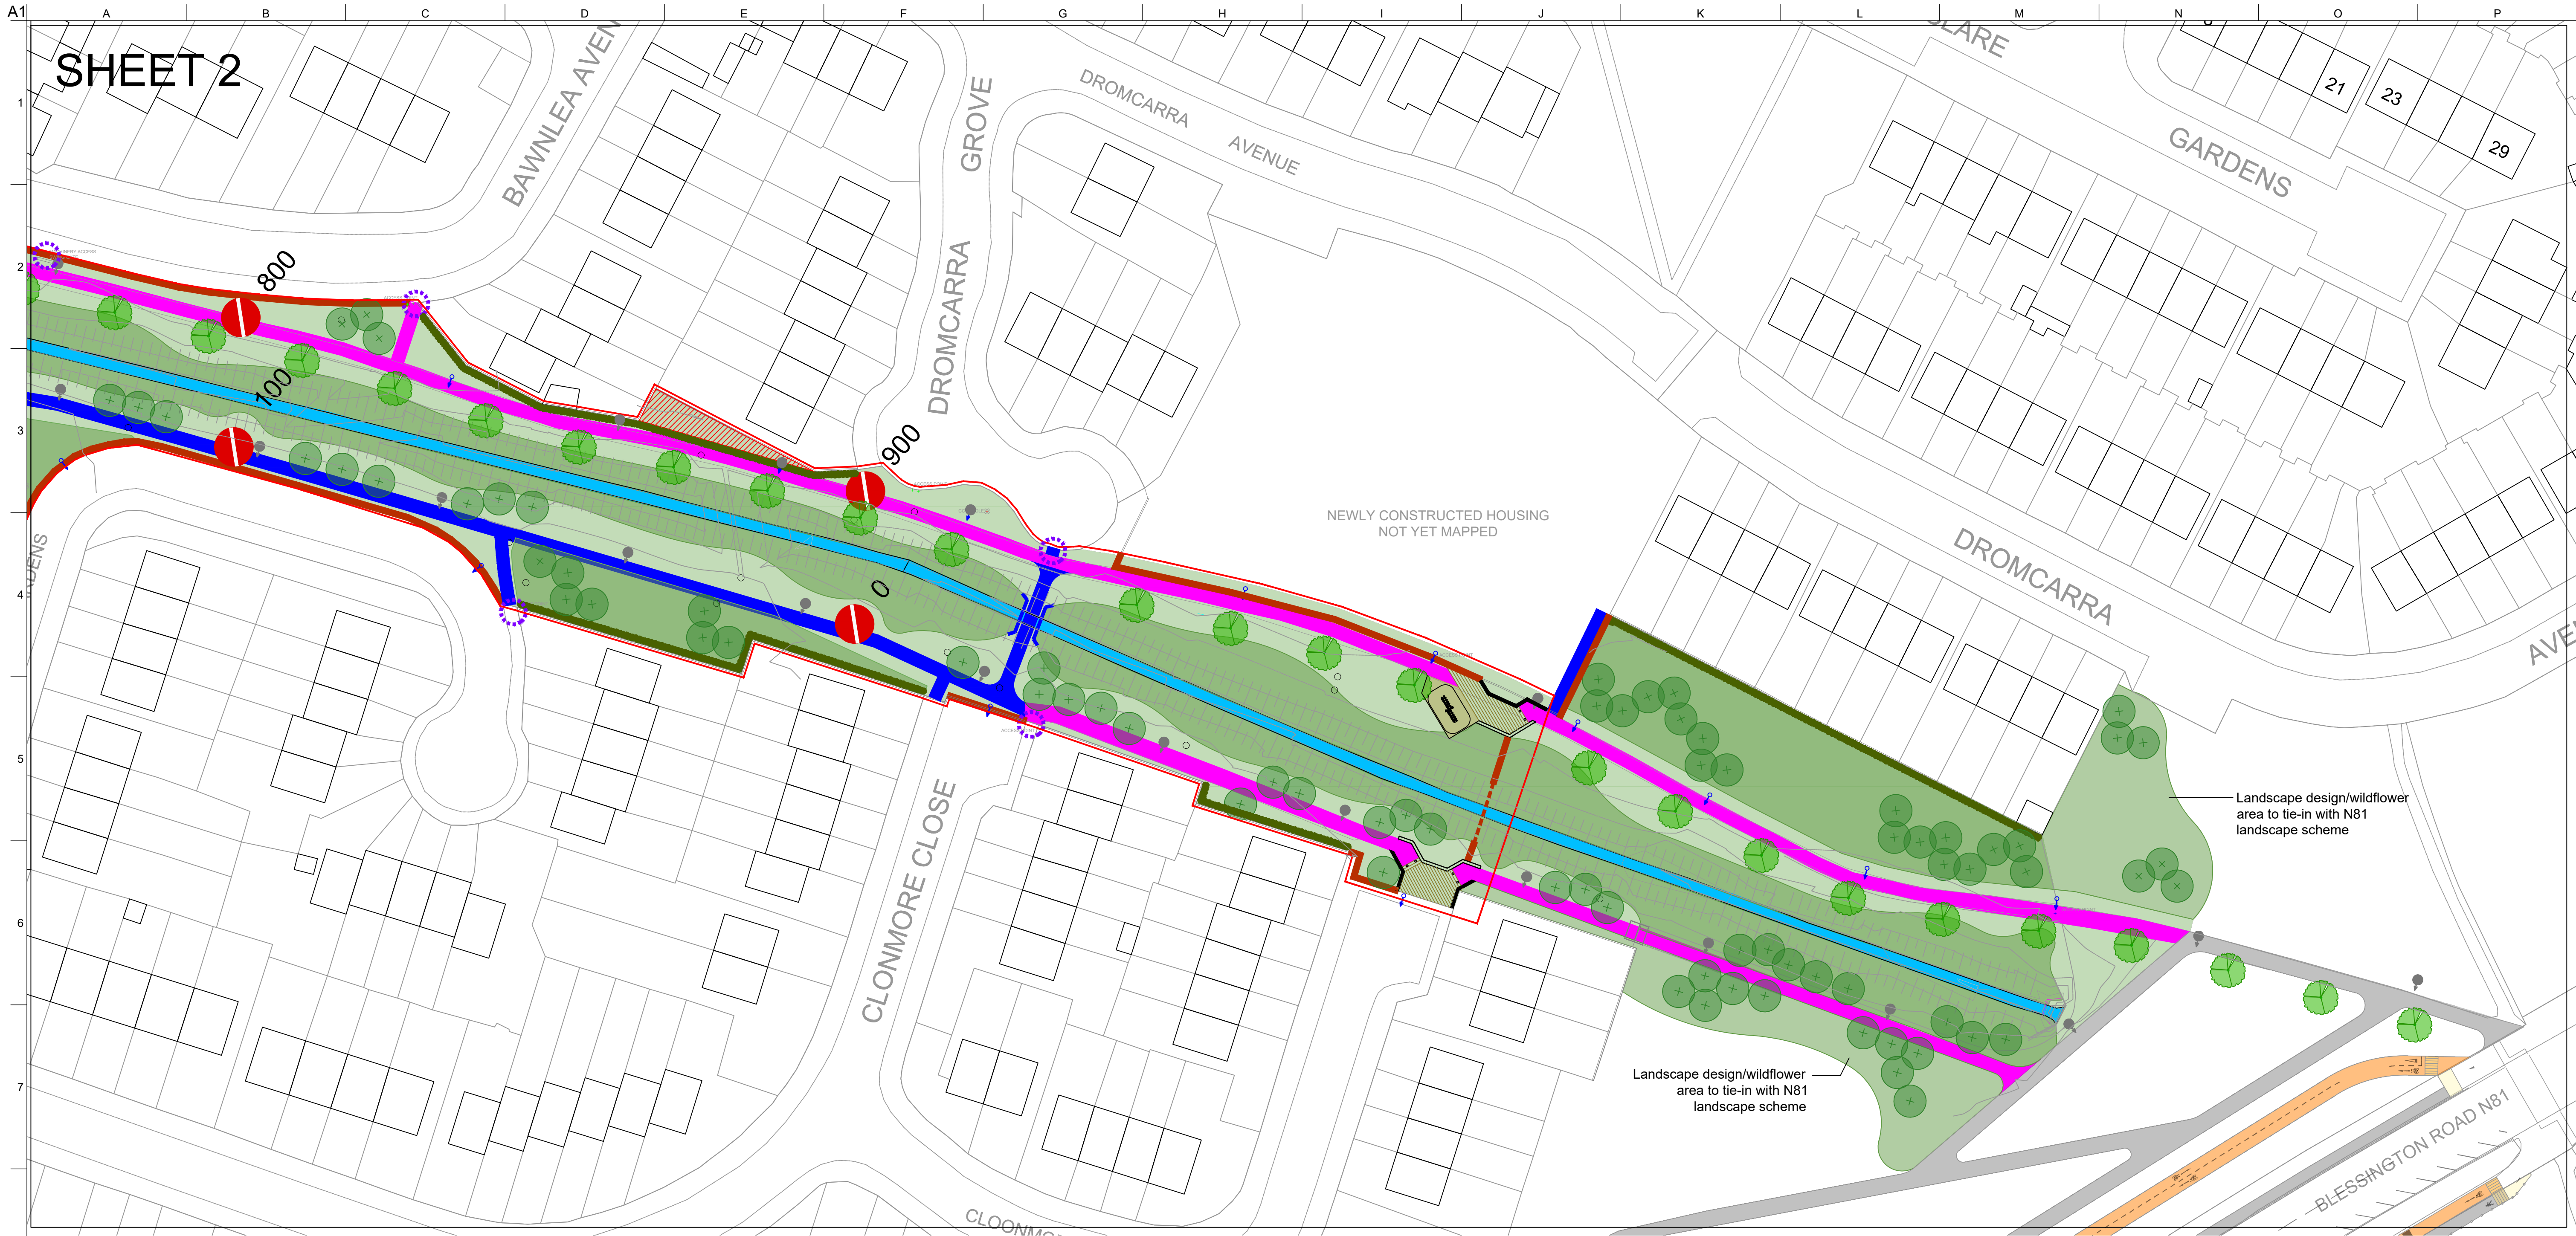 A1
A B C D E F G H I J K L M N O P
1
2
3
4
5
6
7
SHEET 2
BAWNLEA AVEN
DROMCARRA
GROVE
DROMCARRA
AVENUE
GARDENS
21
23
29
800
100
900
0
NEWLY CONSTRUCTED HOUSING
NOT YET MAPPED
DROMCARRA
AVEN
CLONMORE CLOSE
Landscape design/wildflower
area to tie-in with N81
landscape scheme
Landscape design/wildflower
area to tie-in with N81
landscape scheme
BLESSINGTON ROAD N81